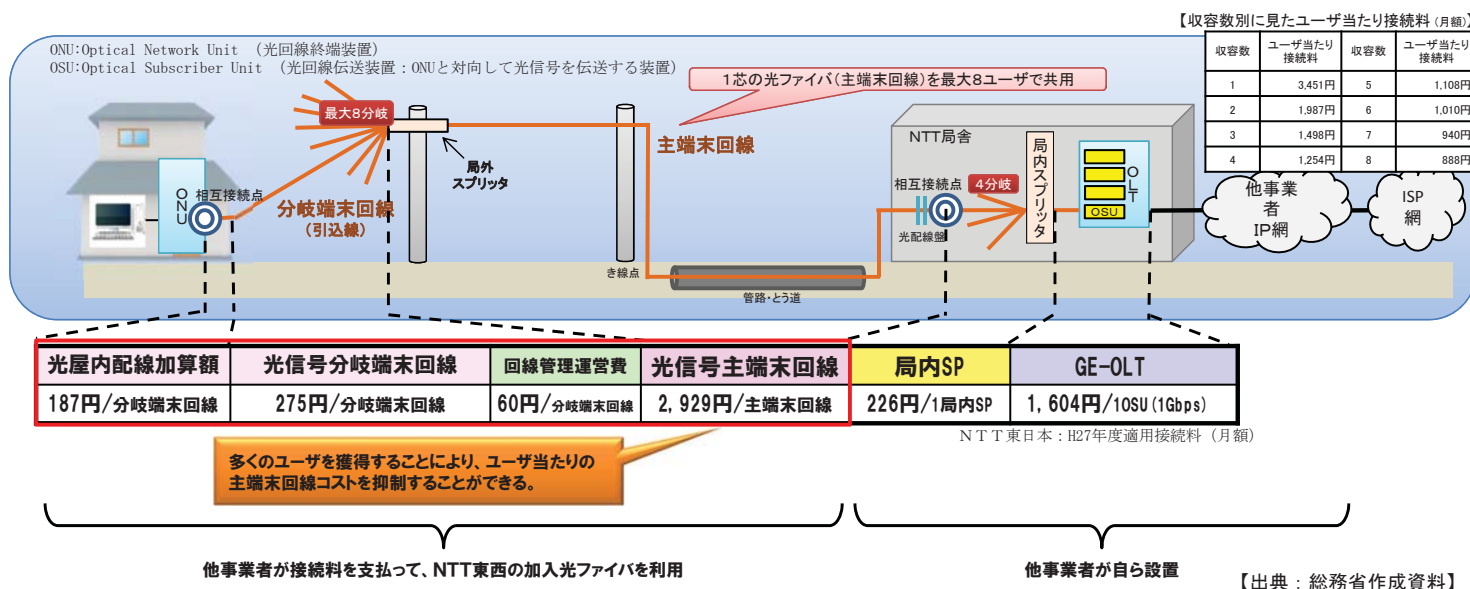 【収容数別に見たユーザ当たり接続料(月額)】
収容数 ユーザ当たり接続料 収容数 ユーザ当たり接続料
1 3,451円 5 1,108円
2 1,987円 6 1,010円
3 1,498円 7 940円
4 1,254円 8 888円
ONU:Optical Network Unit (光回線終端装置)
OSU:Optical Subscriber Unit (光回線伝送装置:ONUと対向して光信号を伝送する装置)
1芯の光ファイバ(主端末回線)を最大8ユーザで共用
最大8分岐
局外
スプリッタ
主端末回線
NTT局舎
局内スプリッタ
OLT
OSU
相互接続点
4分岐
光配線盤
他事業
者
IP網
ISP
網
ONU
相互接続点
分岐端末回線
(引込線)
き線点
管路・とう道
光屋内配線加算額 光信号分岐端末回線 回線管理運営費 光信号主端末回線 局内SP GE-OLT
187円/分岐端末回線 275円/分岐端末回線 60円/分岐端末回線 2,929円/主端末回線 226円/1局内SP 1,604円/1OSU(1Gbps)
NTT東日本:H27年度適用接続料(月額)
多くのユーザを獲得することにより、ユーザ当たりの
主端末回線コストを抑制することができる。
他事業者が接続料を支払って、NTT東西の加入光ファイバを利用
他事業者が自ら設置
【出典:総務省作成資料】